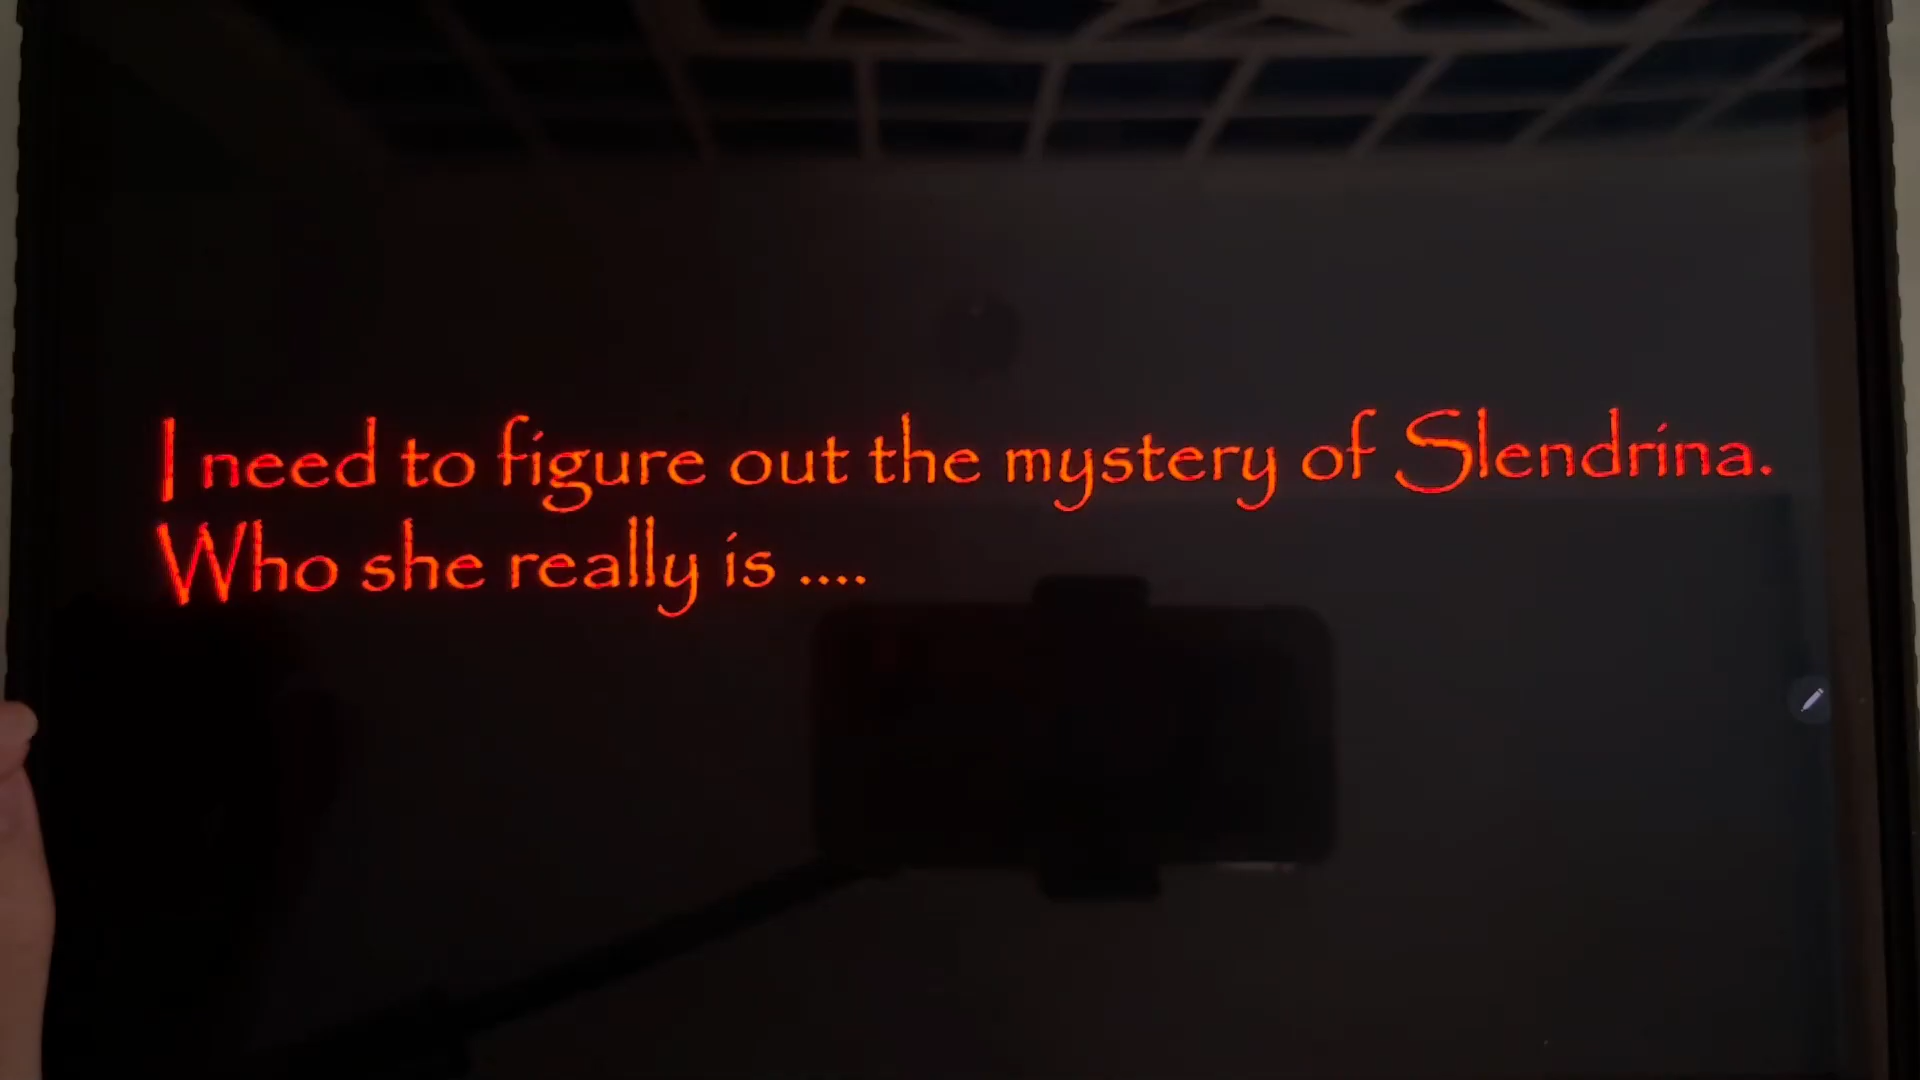 I need to figure out the mystery of Slendrina.
Who she really is ....